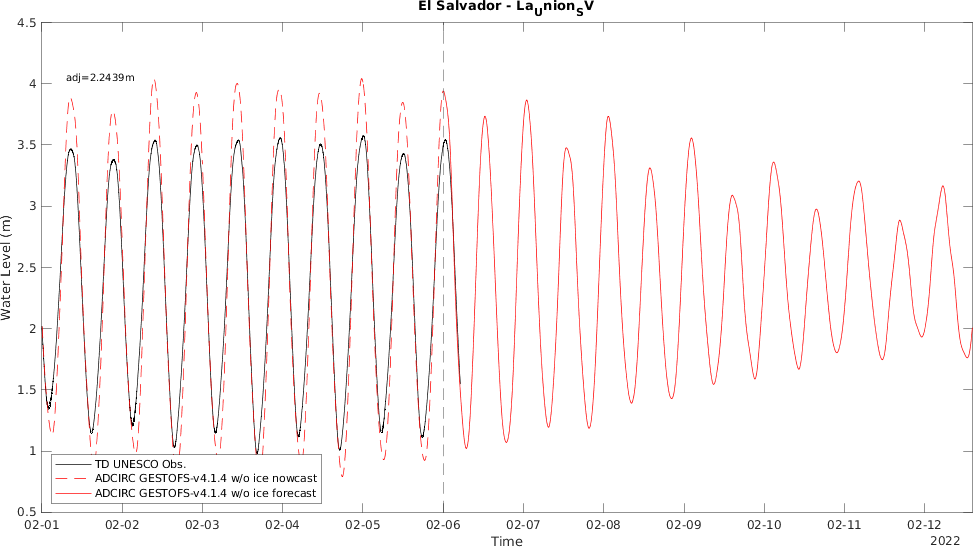 El Salvador - LaUnionSV
4.5
adj=2.2439m
4
3.5
3
2.5
2
1.5
1
0.5
Water Level (m)
TD UNESCO Obs.
ADCIRC GESTOFS-v4.1.4 w/o ice nowcast
ADCIRC GESTOFS-v4.1.4 w/o ice forecast
02-01 02-02 02-03 02-04 02-05 02-06 02-07 02-08 02-09 02-10 02-11 02-12
Time
2022